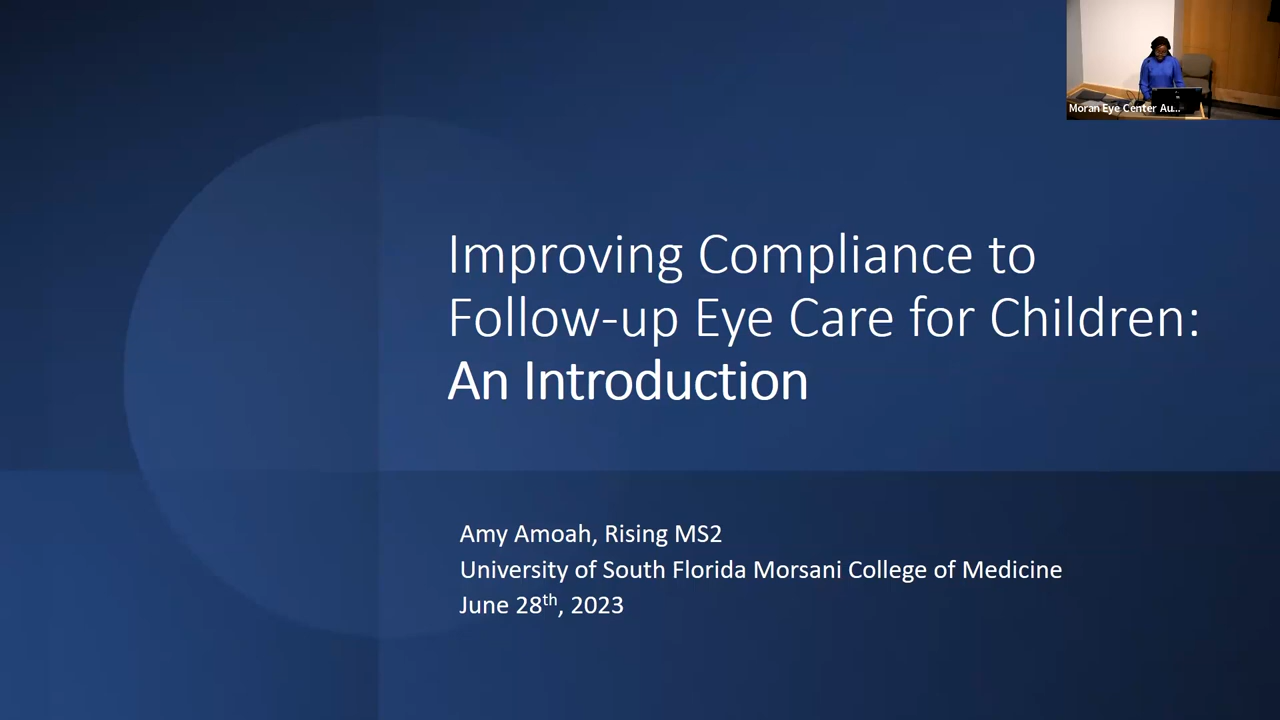 Moran Eye Center Au...
Improving Compliance to
Follow-up Eye Care for Children:
An Introduction
Amy Amoah, Rising MS2
University of South Florida Morsani College of Medicine
June 28th, 2023